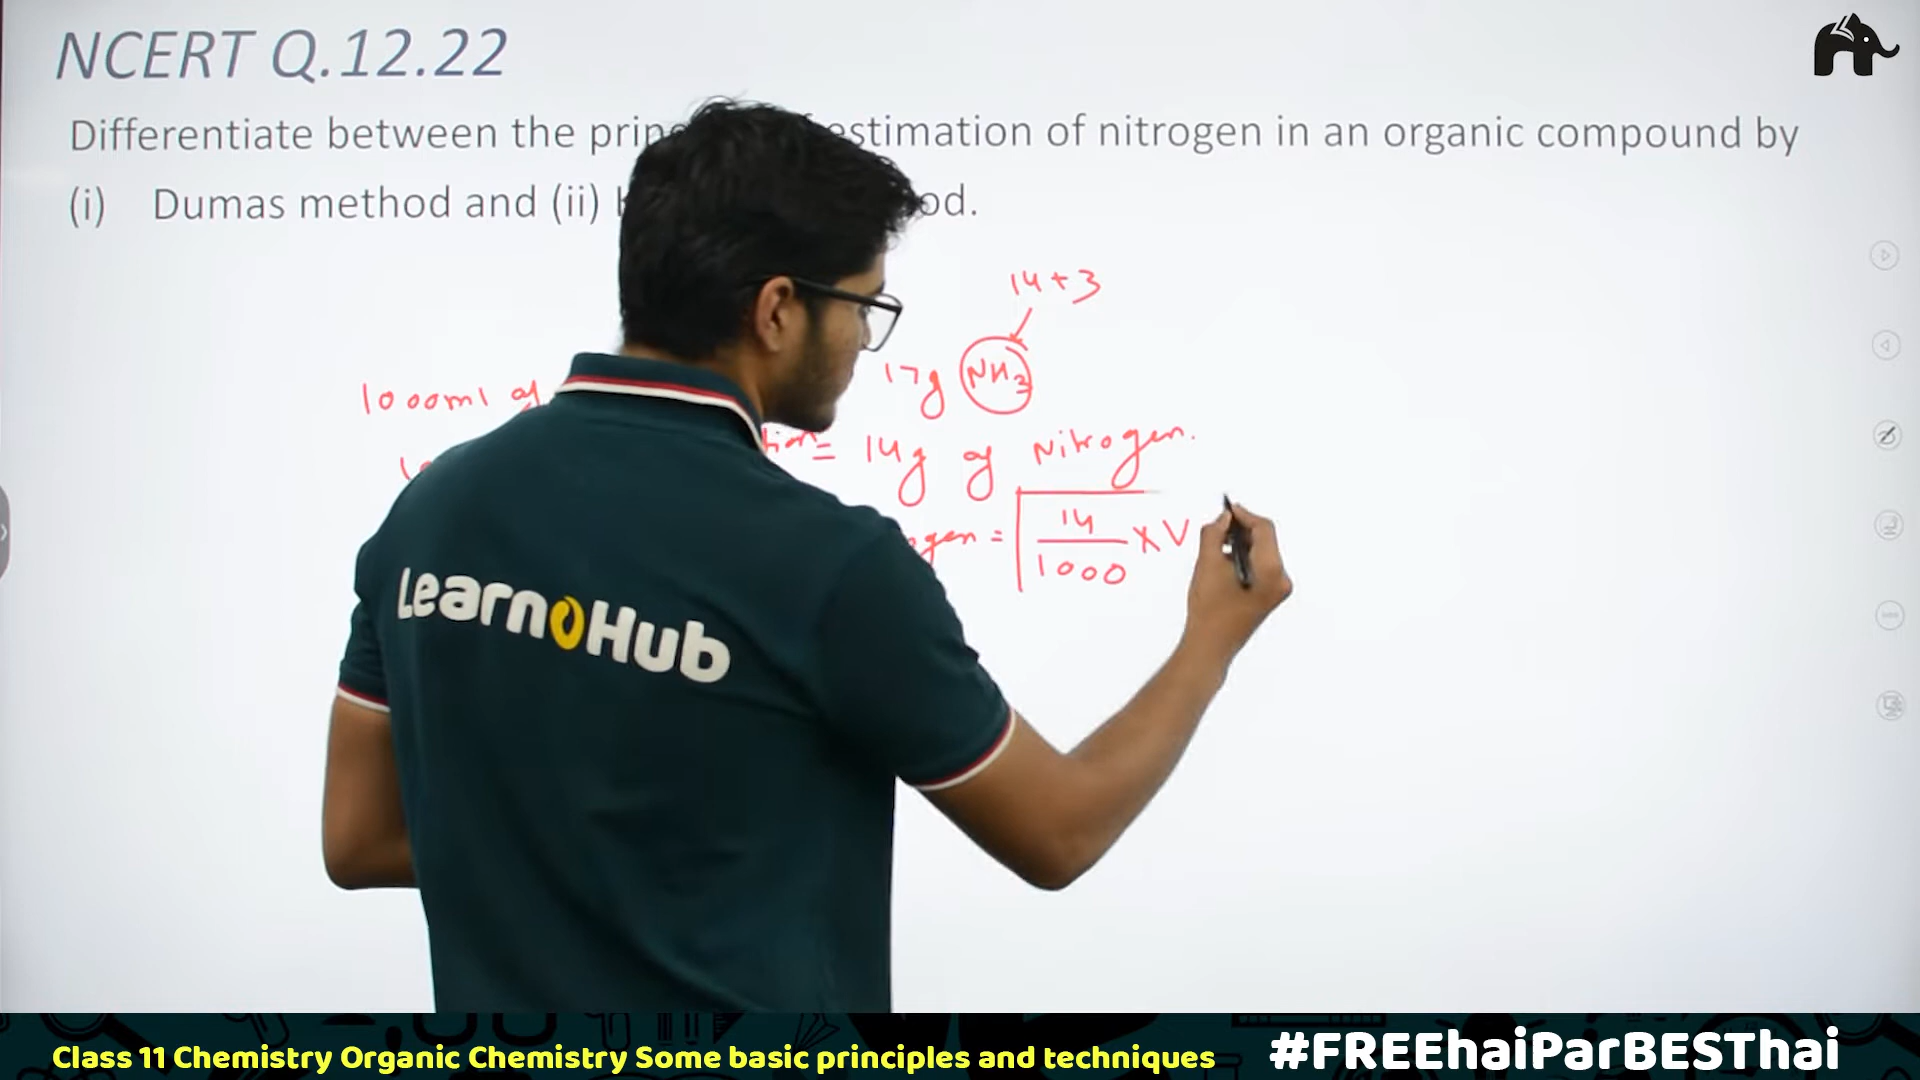 NCERT Q.12.22
Differentiate between the estimation of nitrogen in an organic compound by
(i) Dumas method and (ii)
14 + 3
17g NH3
1000ml of
= 14g of Nitrogen.
= 14/1000 X V
LearnoHub
Class 11 Chemistry Organic Chemistry Some basic principles and techniques
#FREEhaiParBESThai